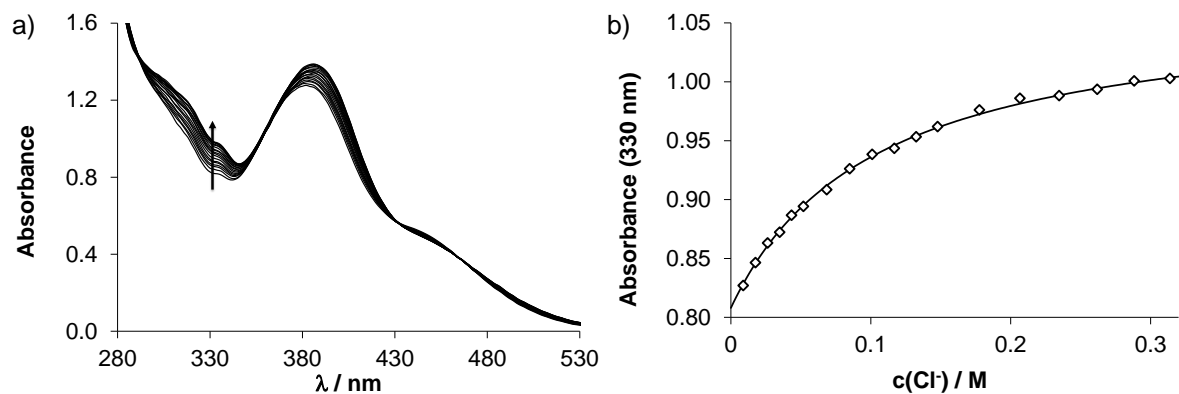 a)
Absorbance
1.6
1.2
0.8
0.4
0.0
280 330 380 430 480 530
λ / nm
b)
Absorbance (330 nm)
1.05
1.00
0.95
0.90
0.85
0.80
0 0.1 0.2 0.3
c(Cl⁻) / M